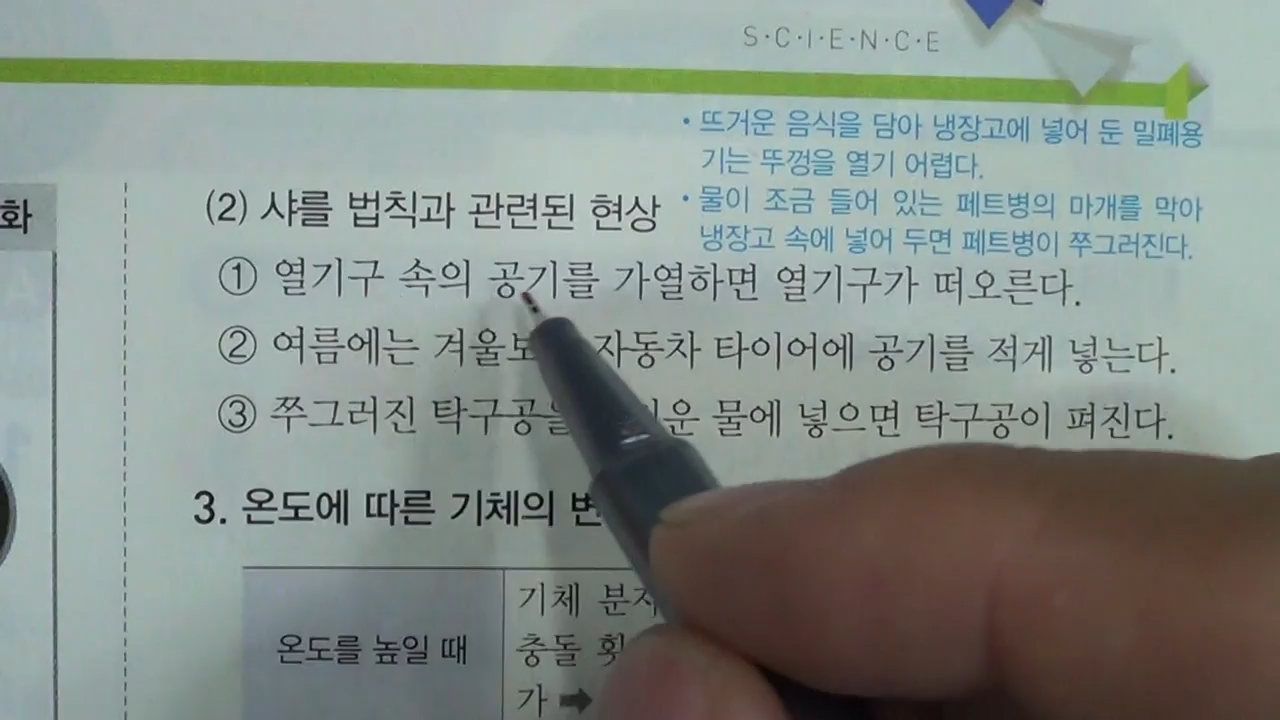 S·C·I·E·N·C·E
• 뜨거운 음식을 담아 냉장고에 넣어 둔 밀폐용
기는 뚜껑을 열기 어렵다.
• 물이 조금 들어 있는 페트병의 마개를 막아
냉장고 속에 넣어 두면 페트병이 쭈그러진다.
화
(2) 샤를 법칙과 관련된 현상
① 열기구 속의 공기를 가열하면 열기구가 떠오른다.
② 여름에는 자동차 타이어에 공기를 적게 넣는다.
③ 쭈그러진 탁구공을 물에 넣으면 탁구공이 펴진다.
3. 온도에 따른 기체의
온도를 높일 때
기체
충돌
가 ➡